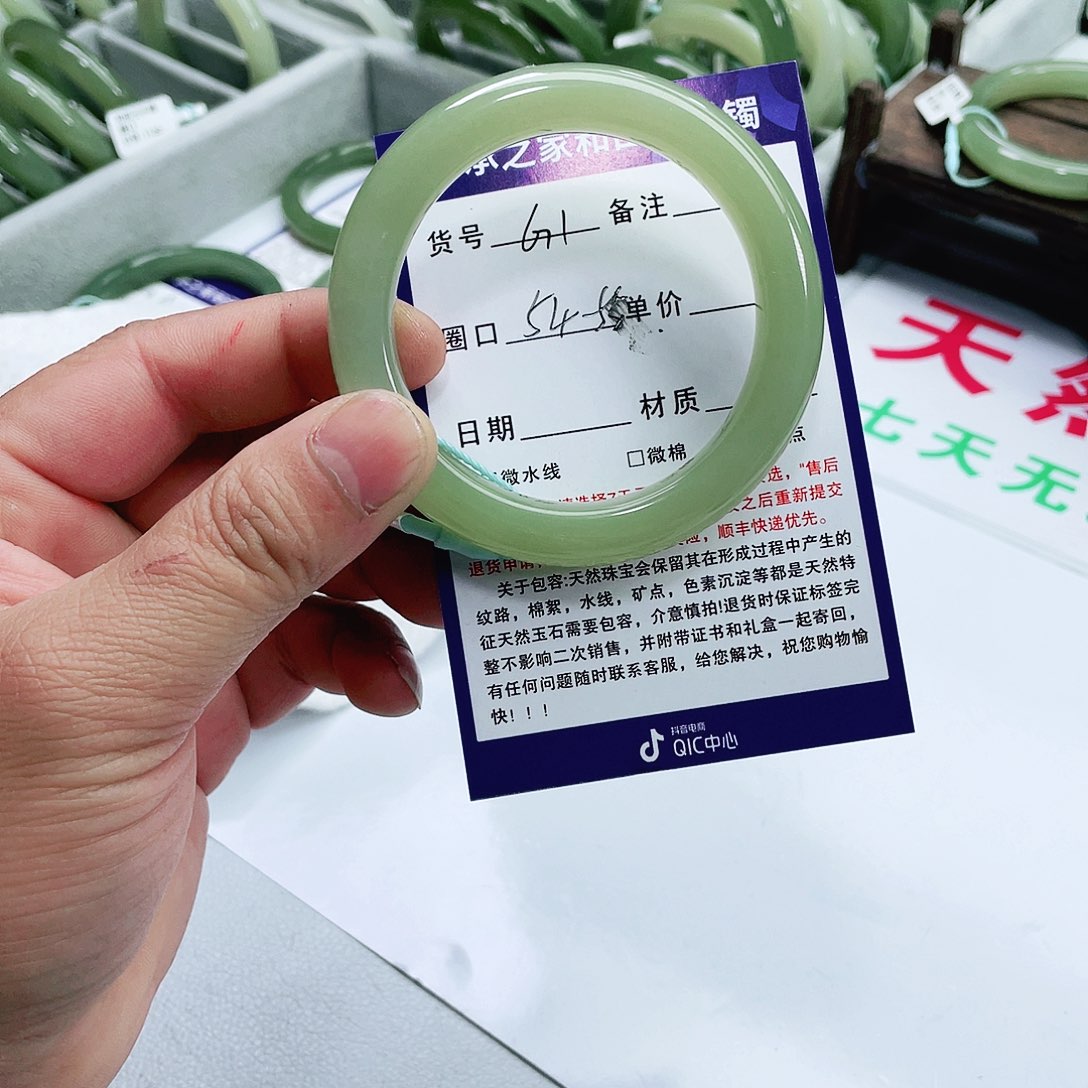 承之家和田 镯
货号 G71 备注
圈口 54-55 单价
日期 材质
微水线 □微棉 点
选，"售后
之后重新提交
退货申请 险，顺丰快递优先。
关于包容:天然珠宝会保留其在形成过程中产生的
纹路，棉絮，水线，矿点，色素沉淀等都是天然特
征天然玉石需要包容，介意慎拍!退货时保证标签完
整不影响二次销售，并附带证书和礼盒一起寄回，
有任何问题随时联系客服，给您解决，祝您购物愉
快！！！
抖音电商
QIC中心
天然
七天无